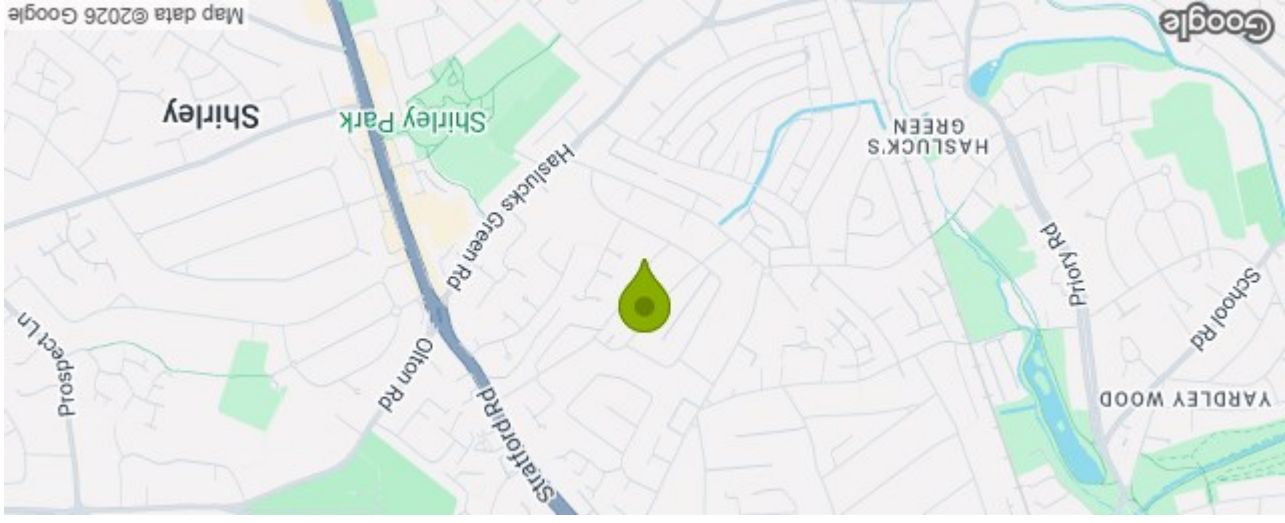 YARDLEY WOOD
School Rd
Priory Rd
Stratford Rd
Olton Rd
Prospect Ln
Haslucks Green Rd
HASLUCK'S
GREEN
Shirley Park
Shirley
Google
Map data ©2026 Google